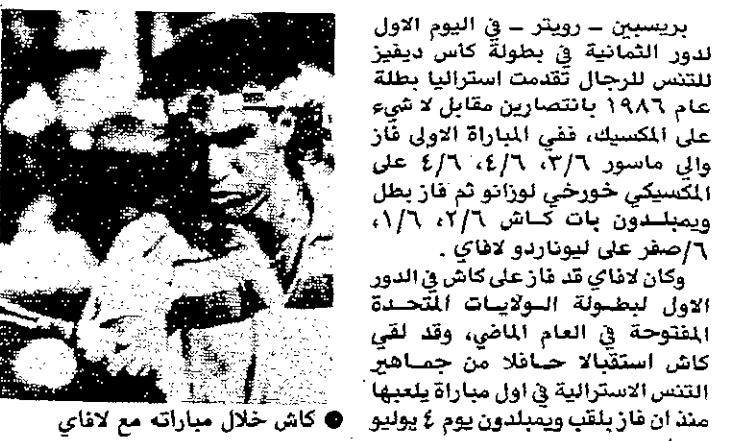 بريسبين ـ رويتر ـ في اليوم الاول
لدور الثمانية في بطولة كأس ديفيز
للتنس للرجال تقدمت استراليا بطلة
عام ١٩٨٦ بانتصارين مقابل لا شيء
على المكسيك، ففي المباراة الاولى فاز
والي ماسور ٣/٦، ٤/٦، ٤/٦ على
المكسيكي خورخي لوزانو ثم فاز بطل
ويمبلدون بات كاش ٢/٦، ١/٦،
٦/صفر على ليوناردو لافاي .
وكان لافاي قد فاز على كاش في الدور
الاول لبطولة الولايات المتحدة
المفتوحة في العام الماضي، وقد لقي
كاش استقبالا حافلا من جماهير
التنس الاسترالية في اول مباراة يلعبها
منذ ان فاز بلقب ويمبلدون يوم ٤ يوليو
● كاش خلال مباراته مع لافاي